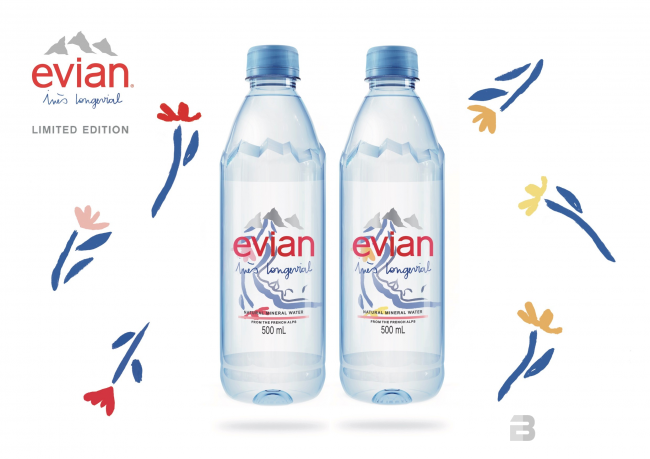 evian®
inès longevial
LIMITED EDITION
evian
inès longevial
NATURAL MINERAL WATER
FROM THE FRENCH ALPS
500 mL
evian
inès longevial
NATURAL MINERAL WATER
FROM THE FRENCH ALPS
500 mL
B